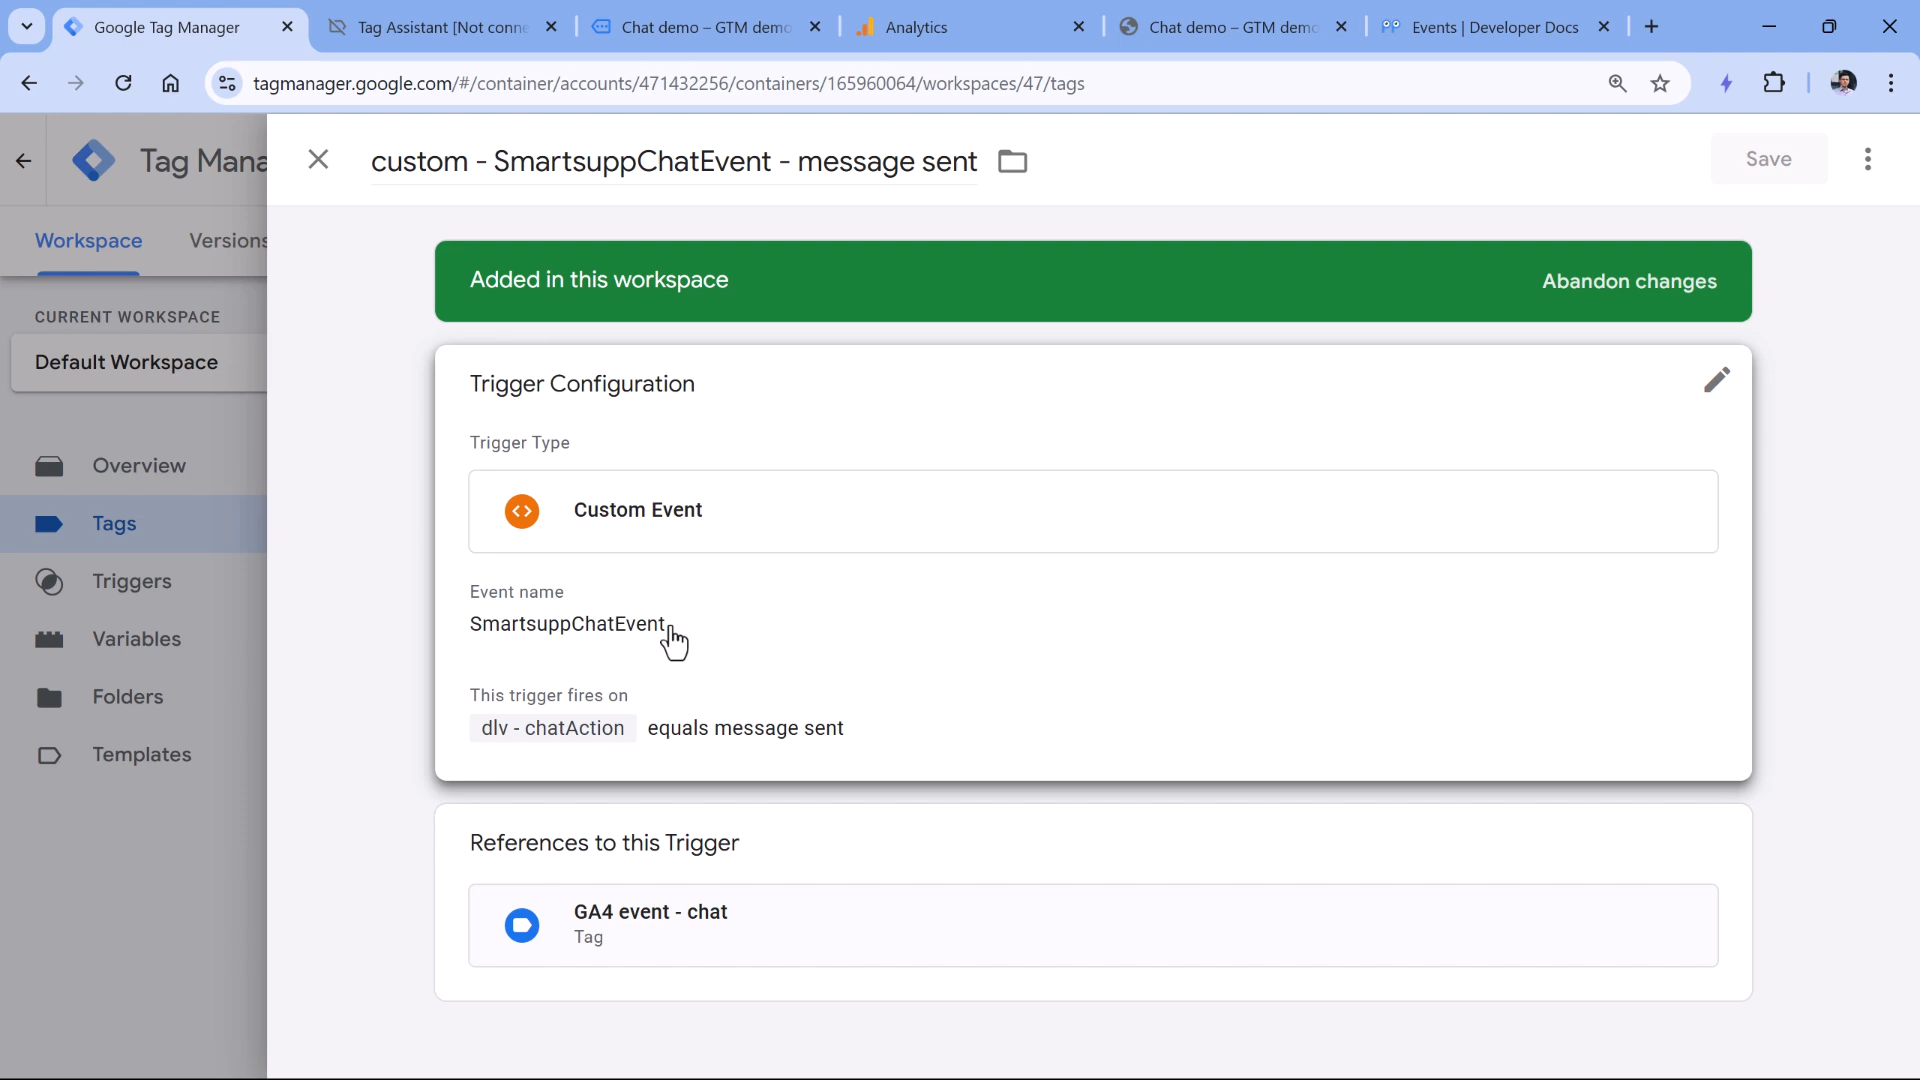 Google Tag Manager
Tag Assistant [Not conne
Chat demo – GTM demo
Analytics
Chat demo – GTM demo
Events | Developer Docs
tagmanager.google.com/#/container/accounts/471432256/containers/165960064/workspaces/47/tags
Tag Mana
custom - SmartsuppChatEvent - message sent
Save
Workspace
Versions
Added in this workspace
Abandon changes
CURRENT WORKSPACE
Default Workspace
Trigger Configuration
Trigger Type
Overview
Custom Event
Tags
Triggers
Event name
SmartsuppChatEvent
Variables
Folders
This trigger fires on
dlv - chatAction equals message sent
Templates
References to this Trigger
GA4 event - chat
Tag